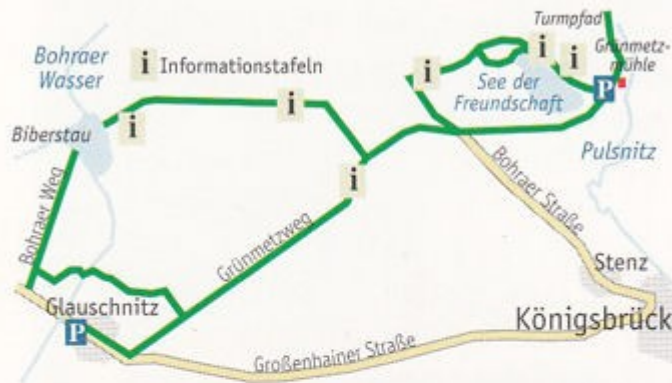 Turmpfad
Grünmetz-
mühle
Bohraer
Wasser
i Informationstafeln
i
i
i
See der
Freundschaft
P
i
i
Biberstau
Pulsnitz
i
Bohraer Weg
Grünmetzweg
Bohraer Straße
Stenz
Glauschnitz
P
Königsbrück
Großenhainer Straße